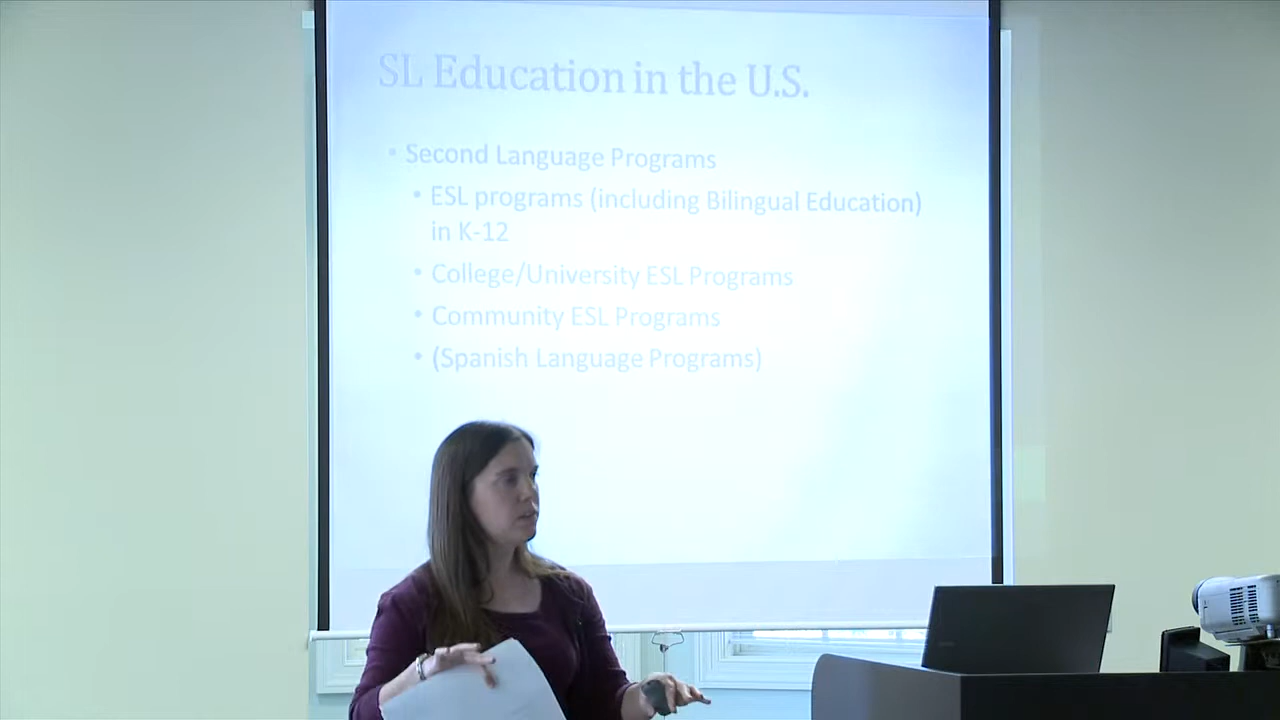 SL Education in the U.S.
• Second Language Programs
• ESL programs (including Bilingual Education)
in K-12
• College/University ESL Programs
• Community ESL Programs
• (Spanish Language Programs)